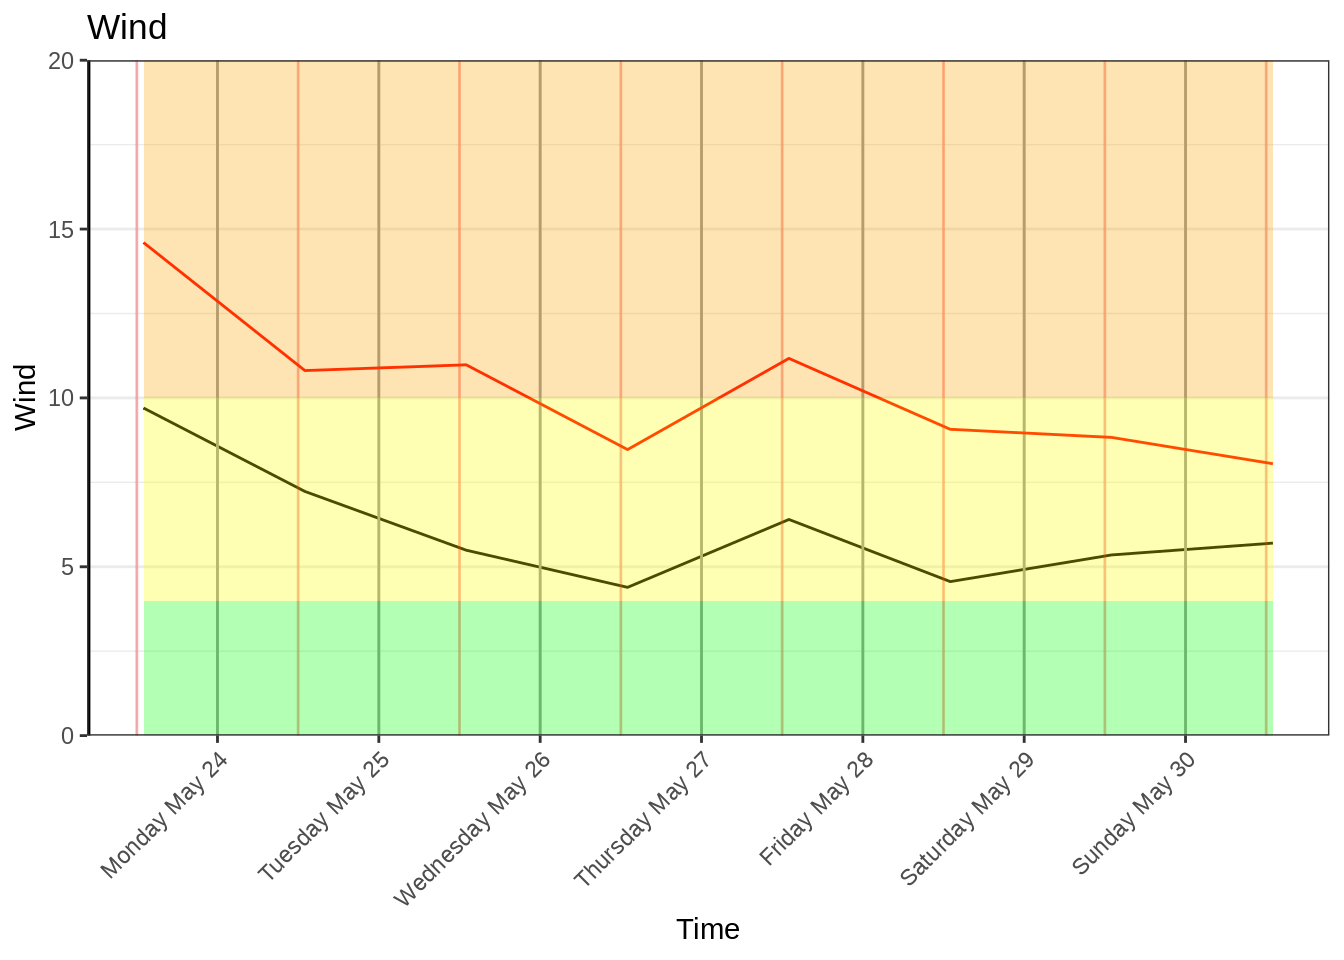 Wind
20
15
10
5
0
Wind
Monday May 24
Tuesday May 25
Wednesday May 26
Thursday May 27
Friday May 28
Saturday May 29
Sunday May 30
Time